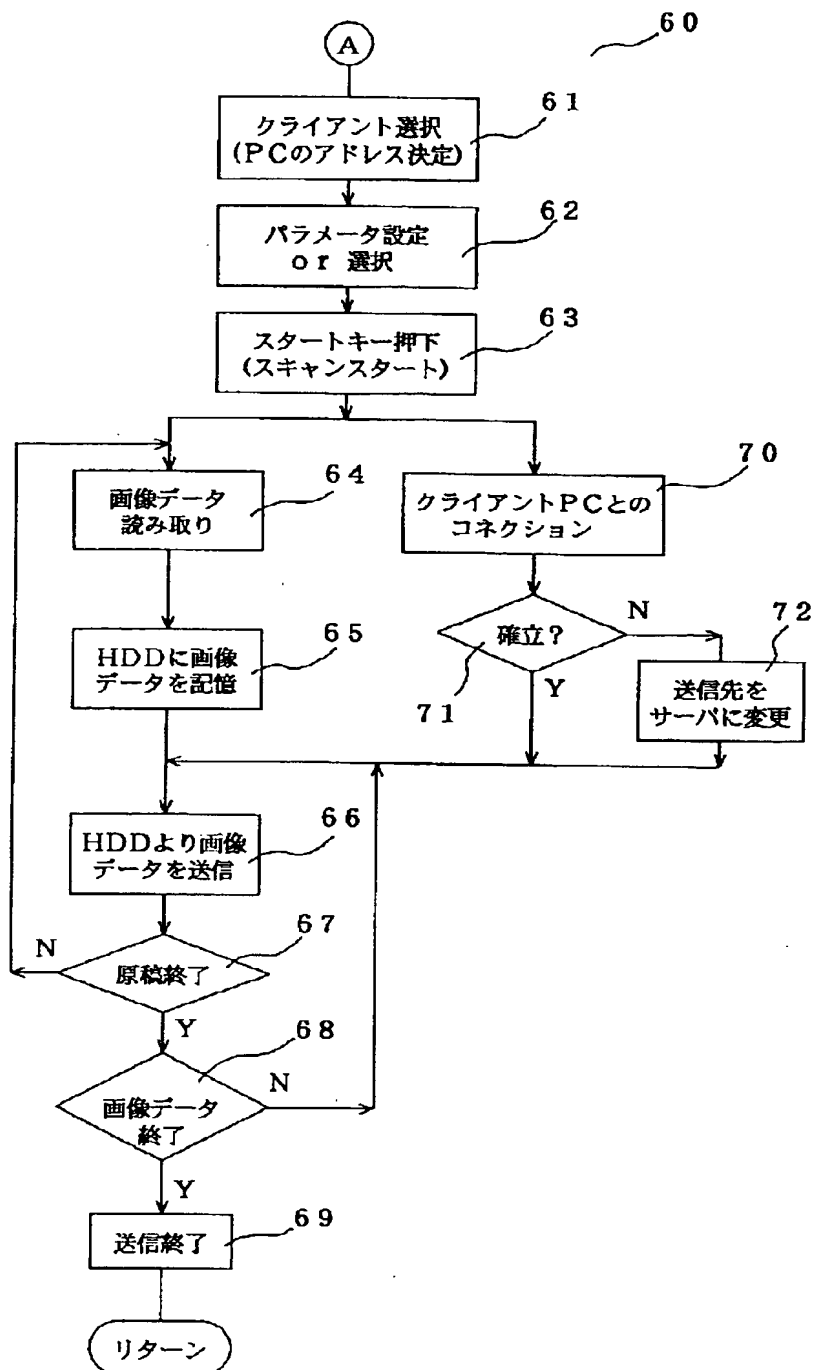 60
A
61
クライアント選択
(PCのアドレス決定)
62
パラメータ設定
or 選択
63
スタートキー押下
(スキャンスタート)
64
画像データ
読み取り
70
クライアントPCとの
コネクション
65
HDDに画像
データを記憶
確立?
N
72
71
Y
送信先を
サーバに変更
66
HDDより画像
データを送信
67
N
原稿終了
Y
68
N
画像データ
終了
Y
69
送信終了
リターン